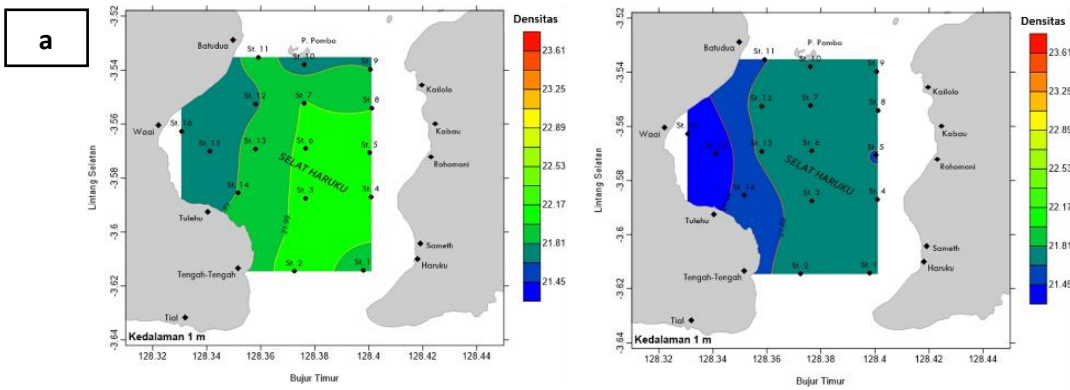 a
Densitas
23.61
23.25
22.89
22.53
22.17
21.81
21.45
-3.52
-3.54
-3.56
-3.58
-3.6
-3.62
-3.64
Lintang Selatan
128.32
128.34
128.36
128.38
128.4
128.42
128.44
Bujur Timur
Kedalaman 1 m
Batudua
P. Pombo
Waai
Tulehu
Tengah-Tengah
Tial
Kailolo
Kabau
Rohomoni
Sameth
Haruku
SELAT HARUKU
St. 11
St. 10
St. 9
St. 12
St. 7
St. 8
St. 16
St. 15
St. 13
St. 6
St. 5
St. 14
St. 3
St. 4
St. 2
St. 1
21.99
Densitas
23.61
23.25
22.89
22.53
22.17
21.81
21.45
-3.52
-3.54
-3.56
-3.58
-3.6
-3.62
-3.64
Lintang Selatan
128.32
128.34
128.36
128.38
128.4
128.42
128.44
Bujur Timur
Kedalaman 1 m
Batudua
P. Pombo
Waai
Tulehu
Tengah-Tengah
Tial
Kailolo
Kabau
Rohomoni
Sameth
Haruku
SELAT HARUKU
St. 11
St. 10
St. 9
St. 12
St. 7
St. 8
St. 13
St. 6
St. 5
St. 14
St. 3
St. 4
St. 2
St. 1